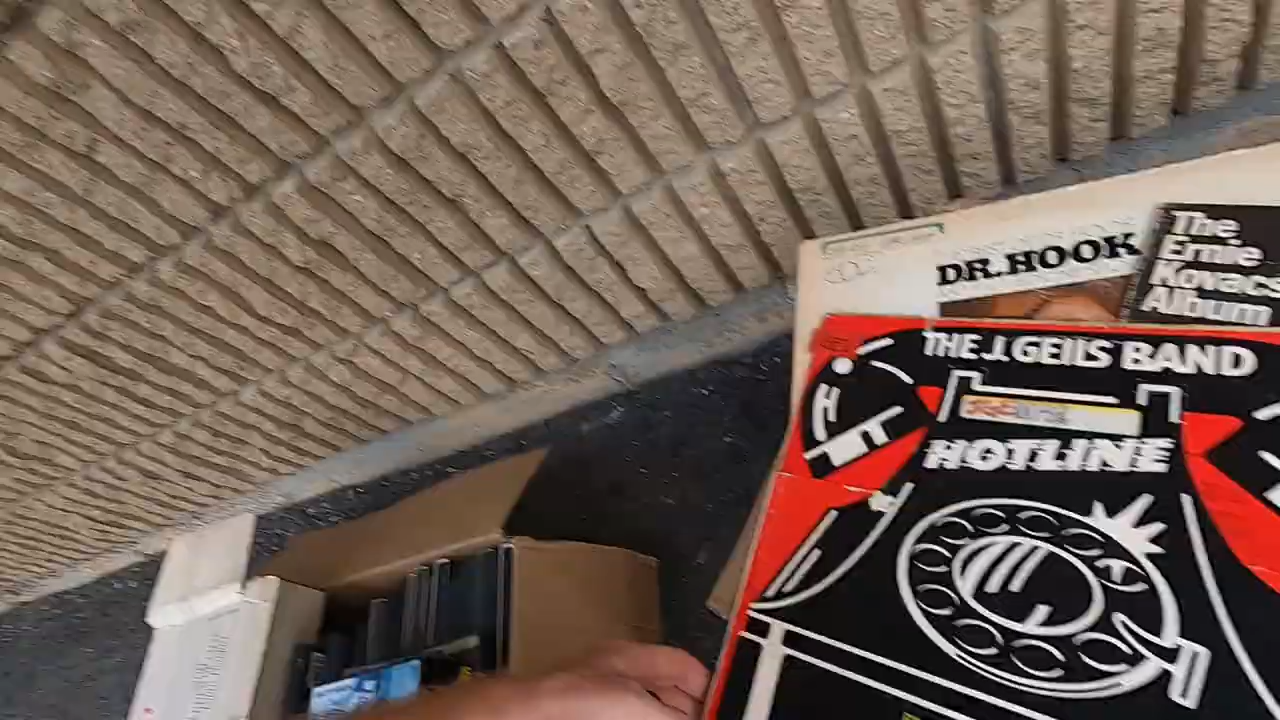 DR. HOOK
The
Ernie
Kovacs
Album
THE J. GEILS BAND
HOTLINE